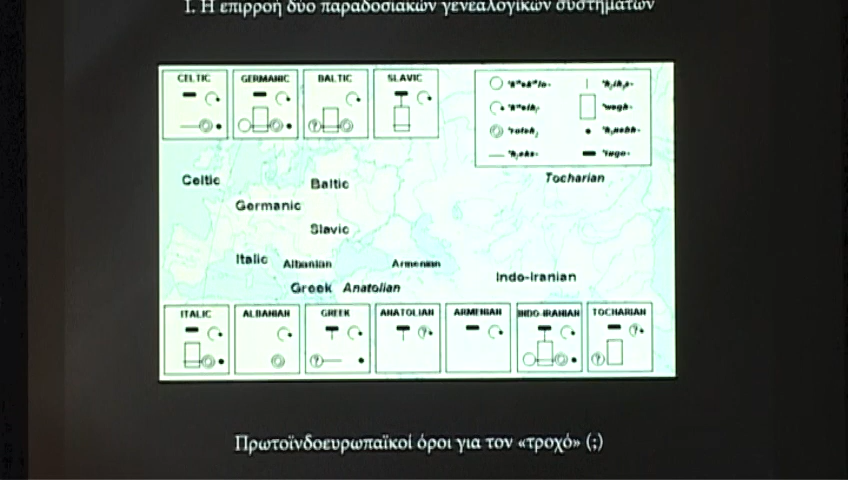 Ι. Η επιρροή δύο παραδοσιακών γενεαλογικών συστημάτων
CELTIC GERMANIC BALTIC SLAVIC
Celtic
Baltic
Tocharian
Germanic
Slavic
Italic
Albanian
Armenian
Indo-Iranian
Greek Anatolian
ITALIC ALBANIAN GREEK ANATOLIAN ARMENIAN INDO-IRANIAN TOCHARIAN
Πρωτοϊνδοευρωπαϊκοί όροι για τον «τροχό» (;)